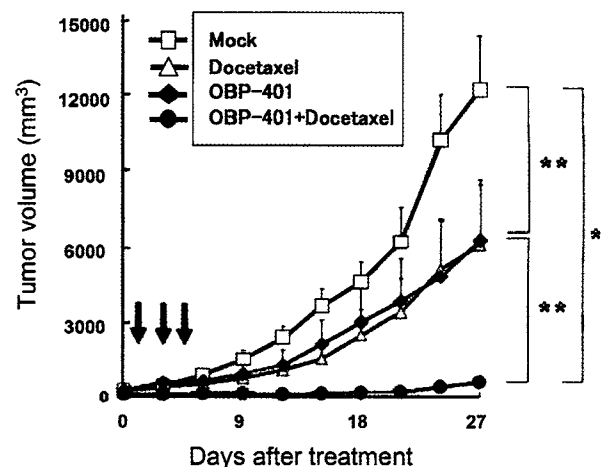 15000
12000
9000
6000
3000
0
Tumor volume (mm³)
Mock
Docetaxel
OBP-401
OBP-401+Docetaxel
**
*
**
0 9 18 27
Days after treatment